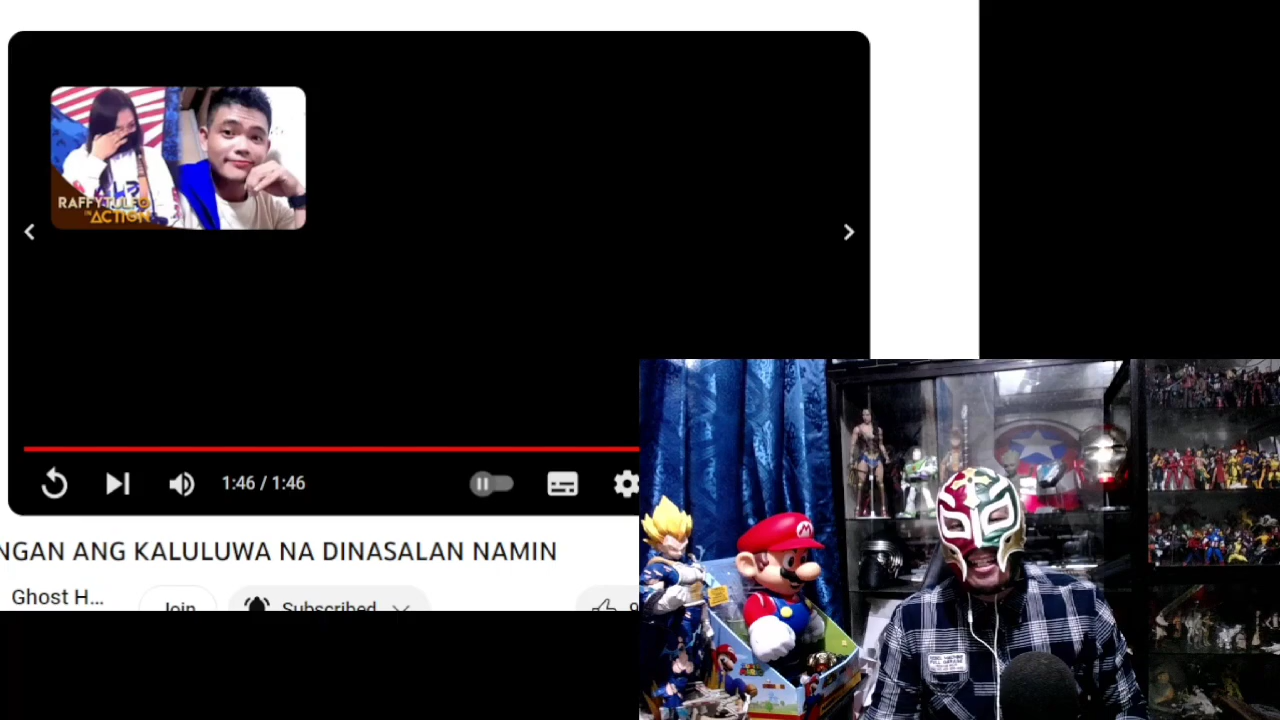 RAFFY TULFO
IN ACTION
1:46 / 1:46
NGAN ANG KALULUWA NA DINASALAN NAMIN
Ghost H...
Join
Subscribed